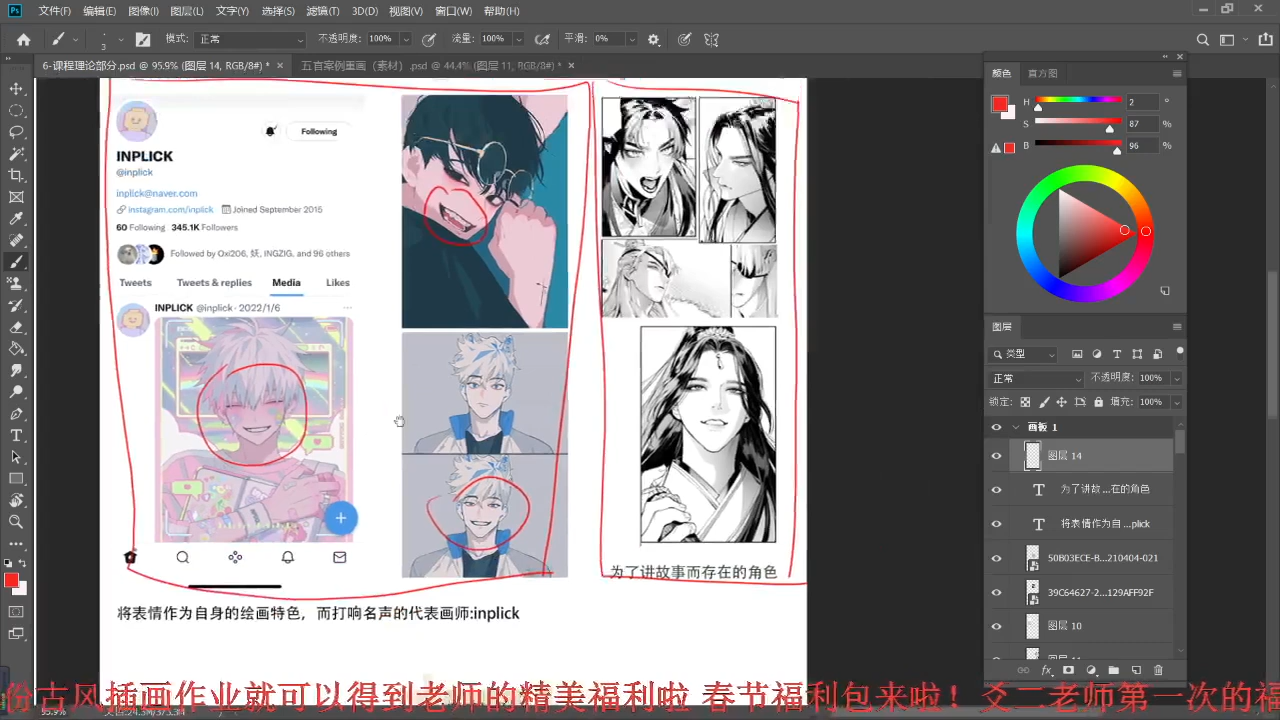 文件(F) 编辑(E) 图像(I) 图层(L) 文字(Y) 选择(S) 滤镜(T) 3D(D) 视图(V) 窗口(W) 帮助(H)
模式: 正常 不透明度: 100% 流量: 100% 平滑: 0%
6-课程理论部分.psd @ 95.9% (图层 14, RGB/8#) * 五官案例重画（素材）.psd @ 44.4% (图层 11, RGB/8#) *
Following
INPLICK
@inplick
inplick@naver.com
instagram.com/inplick Joined September 2015
60 Following 345.1K Followers
Followed by Oxi206, 妖, INGZIG, and 96 others
Tweets Tweets & replies Media Likes
INPLICK @inplick · 2022/1/6
为了讲故事而存在的角色
将表情作为自身的绘画特色，而打响名声的代表画师:inplick
颜色 直方图
H 2 °
S 87 %
B 96 %
图层
类型
正常 不透明度: 100%
锁定: 填充: 100%
画板 1
图层 14
为了讲故...在的角色
将表情作为自 ...plick
50B03ECE-B...210404-021
39C64627-2...129AFF92F
图层 10
份古风插画作业就可以得到老师的精美福利啦 春节福利包来啦！交二老师第一次的福